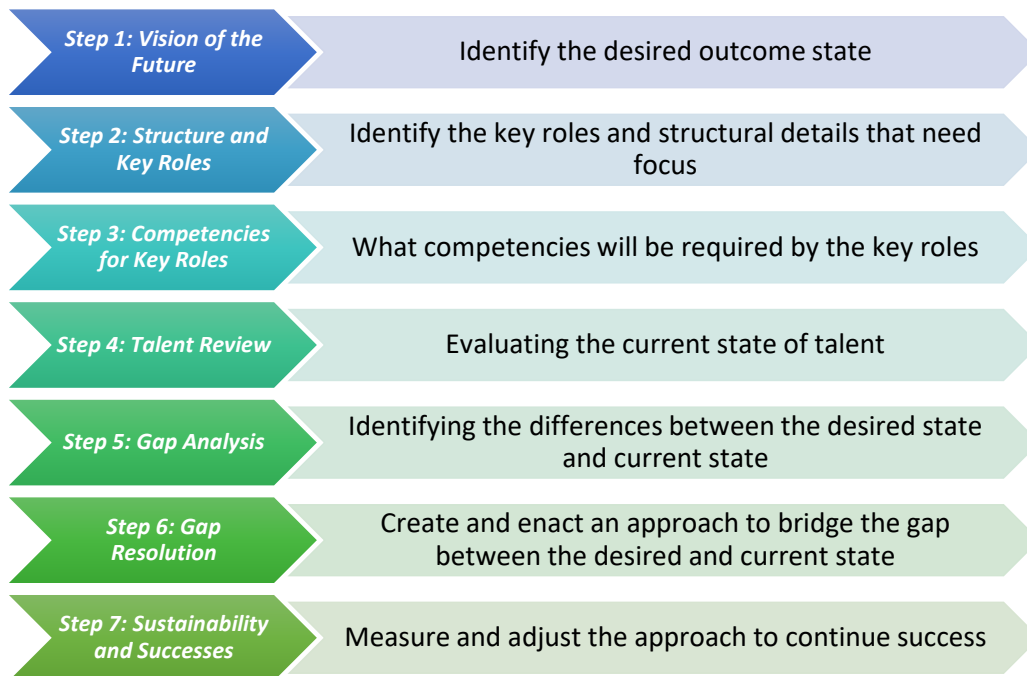 Step 1: Vision of the
Future
Identify the desired outcome state
Step 2: Structure and
Key Roles
Identify the key roles and structural details that need
focus
Step 3: Competencies
for Key Roles
What competencies will be required by the key roles
Step 4: Talent Review
Evaluating the current state of talent
Step 5: Gap Analysis
Identifying the differences between the desired state
and current state
Step 6: Gap
Resolution
Create and enact an approach to bridge the gap
between the desired and current state
Step 7: Sustainability
and Successes
Measure and adjust the approach to continue success